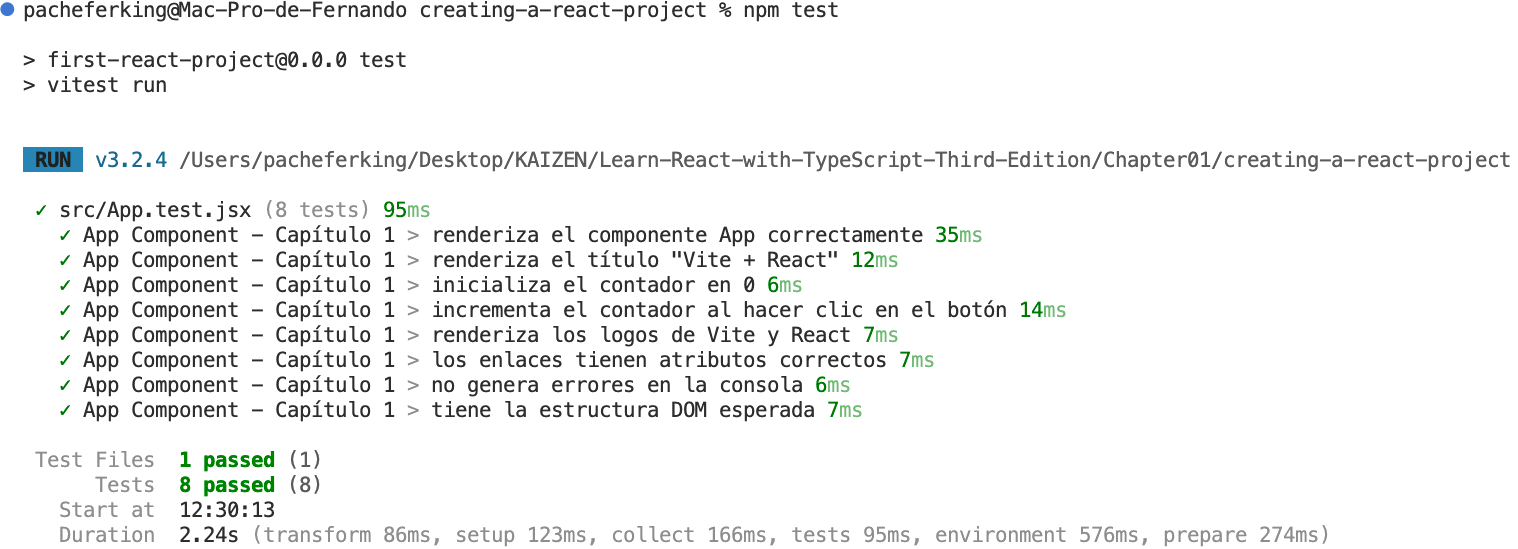 pacheferking@Mac-Pro-de-Fernando creating-a-react-project % npm test
> first-react-project@0.0.0 test
> vitest run
RUN v3.2.4 /Users/pacheferking/Desktop/KAIZEN/Learn-React-with-TypeScript-Third-Edition/Chapter01/creating-a-react-project
✓ src/App.test.jsx (8 tests) 95ms
✓ App Component - Capítulo 1 > renderiza el componente App correctamente 35ms
✓ App Component - Capítulo 1 > renderiza el título "Vite + React" 12ms
✓ App Component - Capítulo 1 > inicializa el contador en 0 6ms
✓ App Component - Capítulo 1 > incrementa el contador al hacer clic en el botón 14ms
✓ App Component - Capítulo 1 > renderiza los logos de Vite y React 7ms
✓ App Component - Capítulo 1 > los enlaces tienen atributos correctos 7ms
✓ App Component - Capítulo 1 > no genera errores en la consola 6ms
✓ App Component - Capítulo 1 > tiene la estructura DOM esperada 7ms
Test Files 1 passed (1)
Tests 8 passed (8)
Start at 12:30:13
Duration 2.24s (transform 86ms, setup 123ms, collect 166ms, tests 95ms, environment 576ms, prepare 274ms)